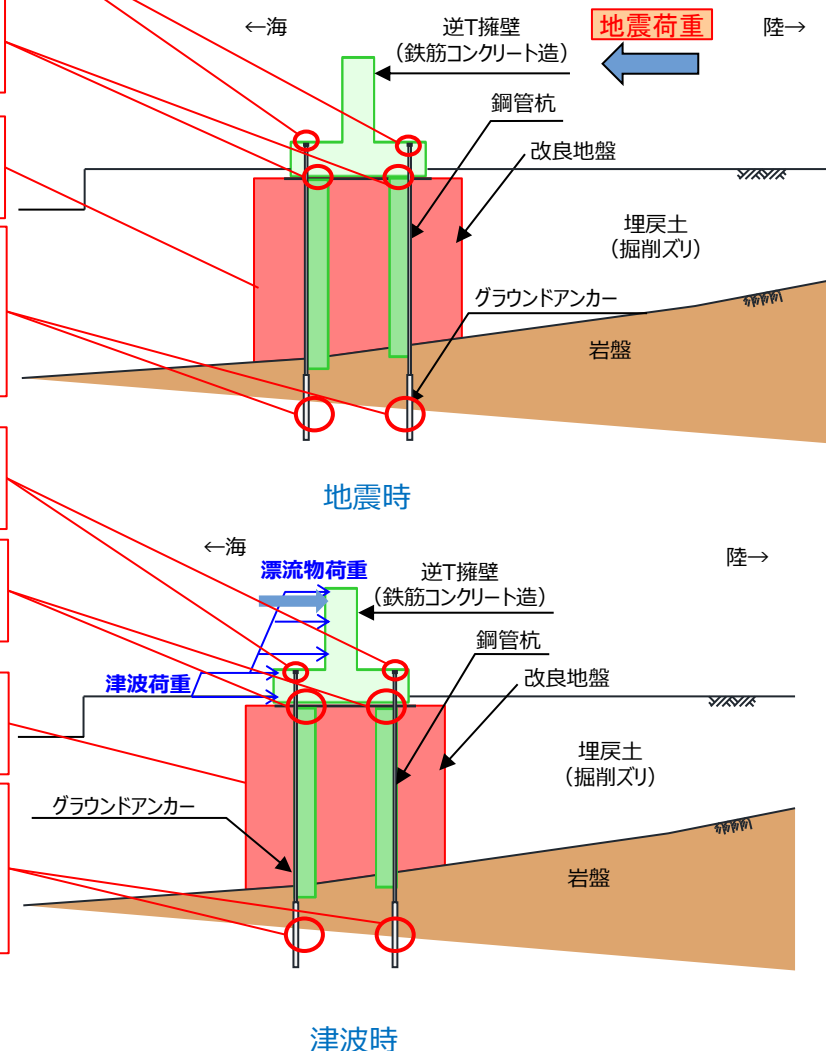 ←海
逆T擁壁
（鉄筋コンクリート造）
地震荷重
陸→
鋼管杭
改良地盤
埋戻土
（掘削ズリ）
グラウンドアンカー
岩盤
地震時
←海
陸→
漂流物荷重
逆T擁壁
（鉄筋コンクリート造）
鋼管杭
津波荷重
改良地盤
埋戻土
（掘削ズリ）
グラウンドアンカー
岩盤
津波時